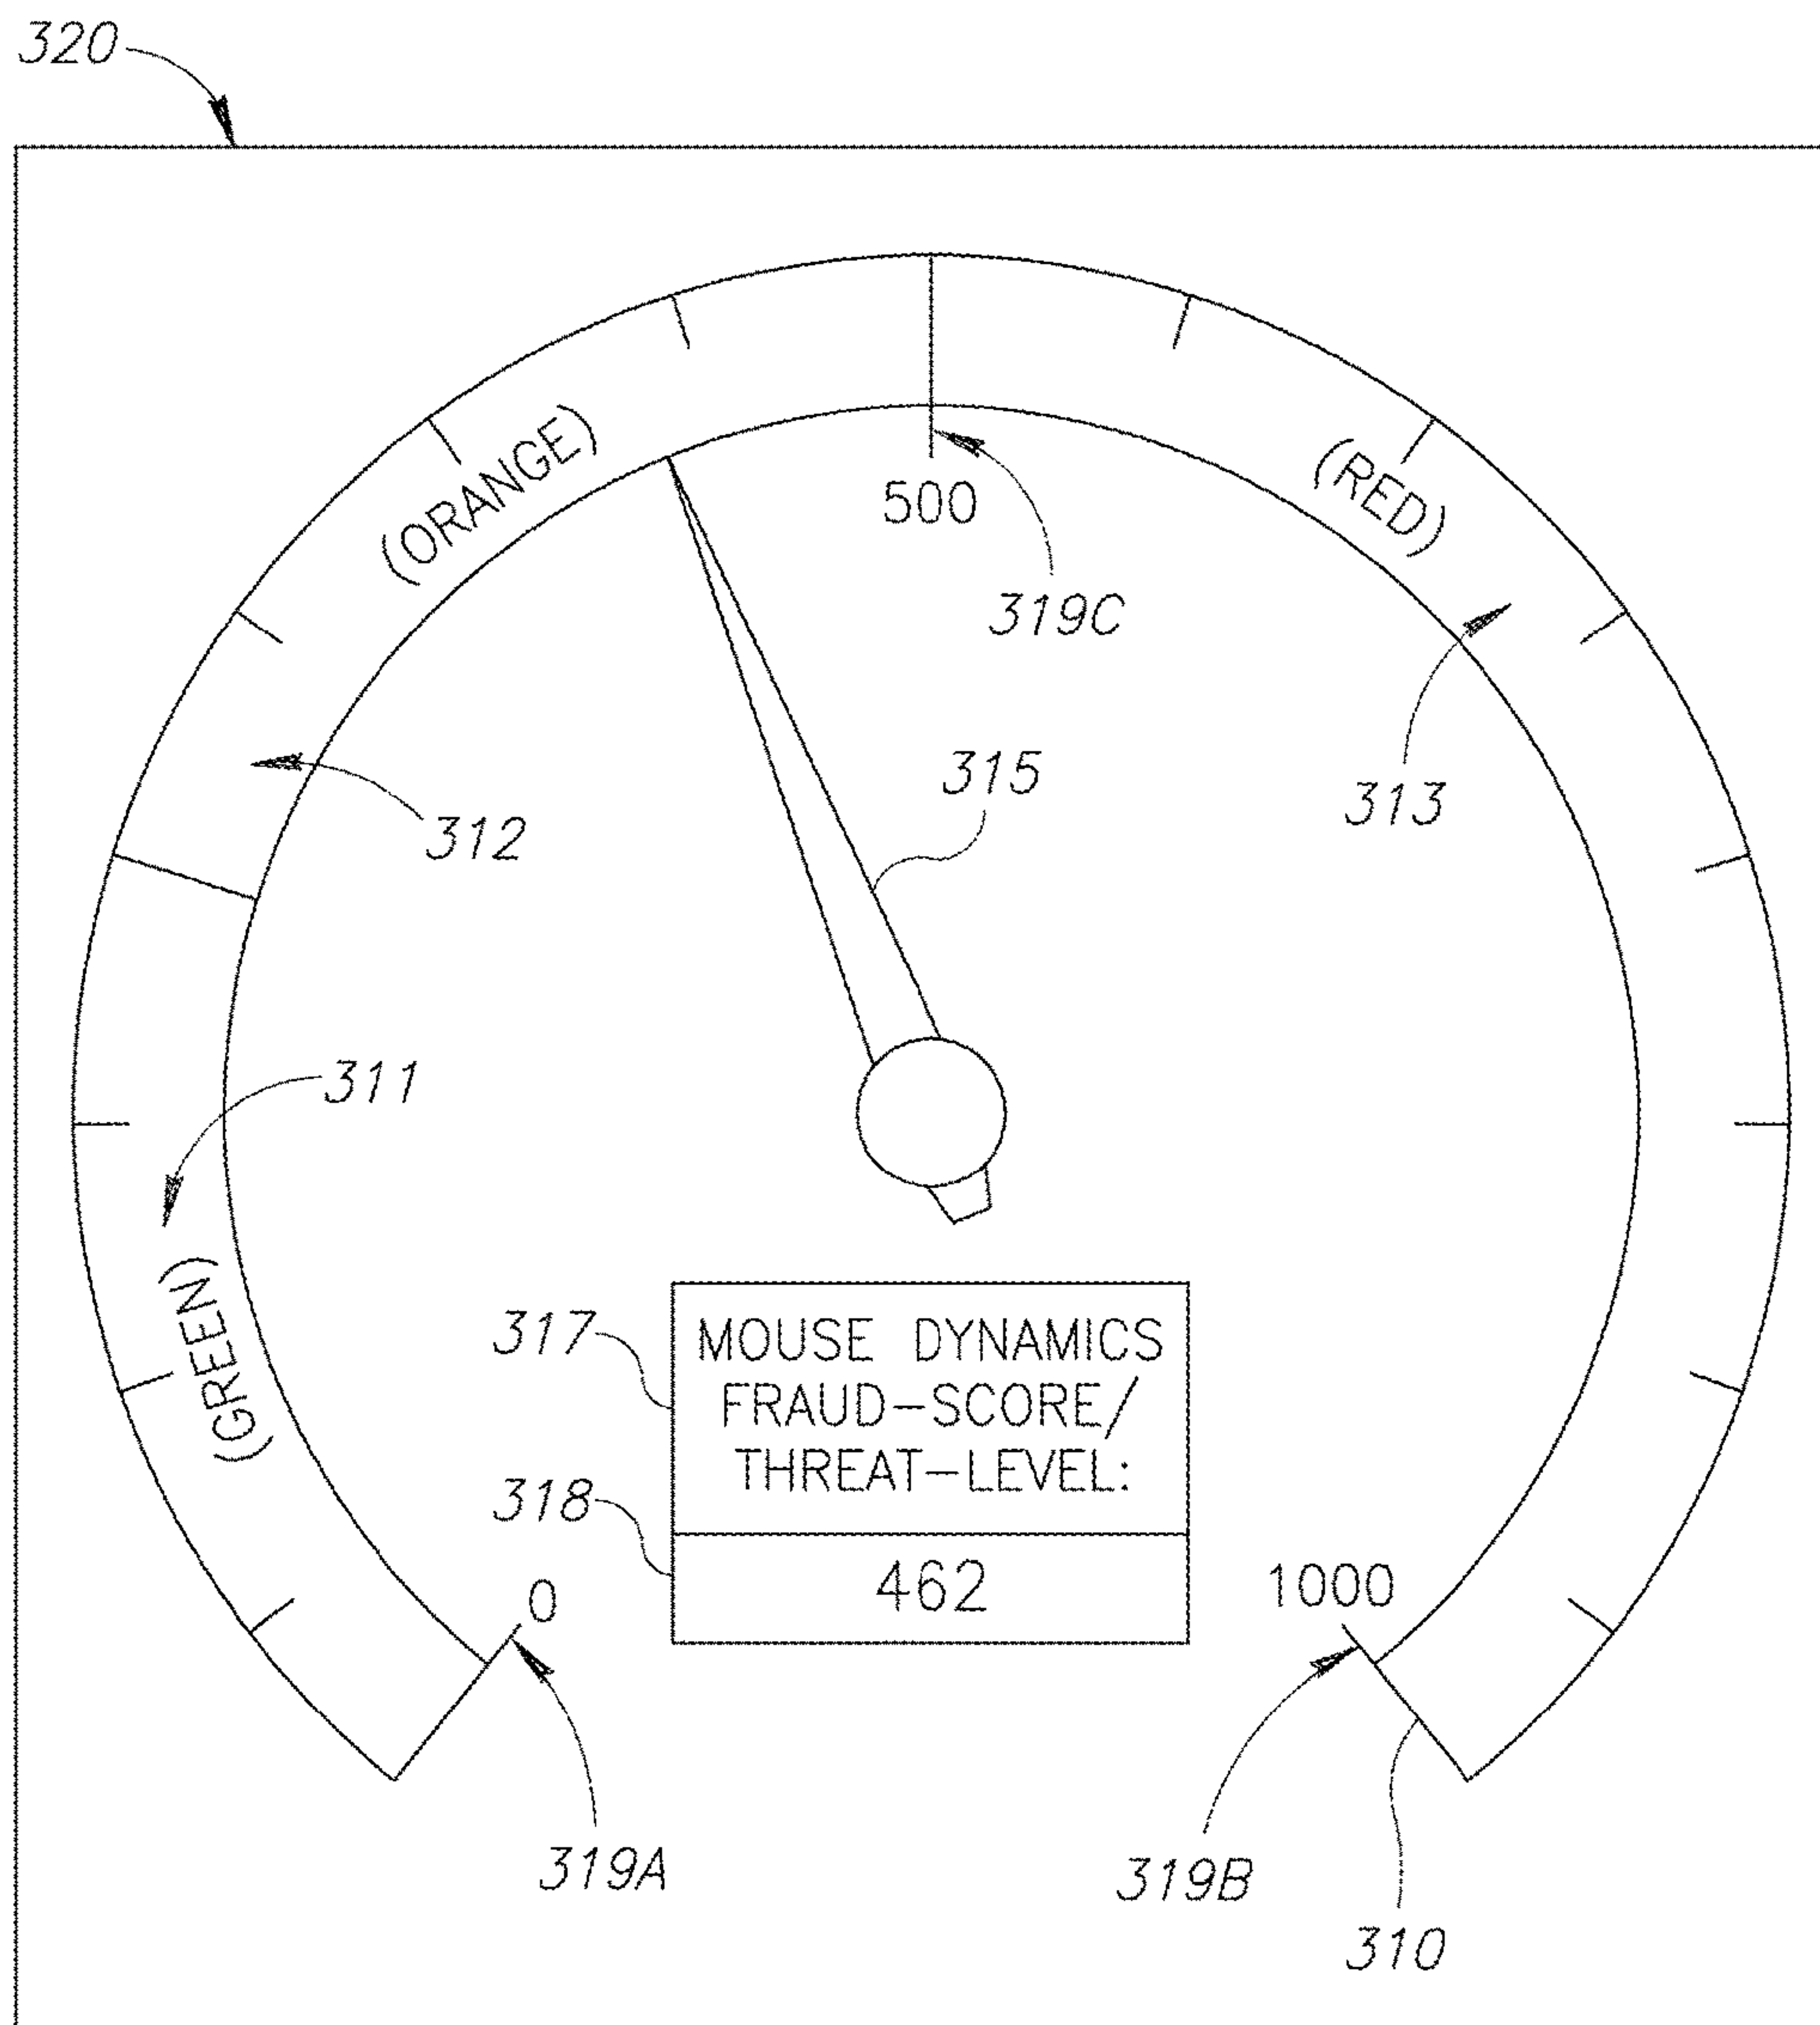 320
(ORANGE)
(RED)
500
319C
315
313
312
311
(GREEN)
317
MOUSE DYNAMICS
FRAUD-SCORE/
THREAT-LEVEL:
318
462
0
1000
319A
319B
310